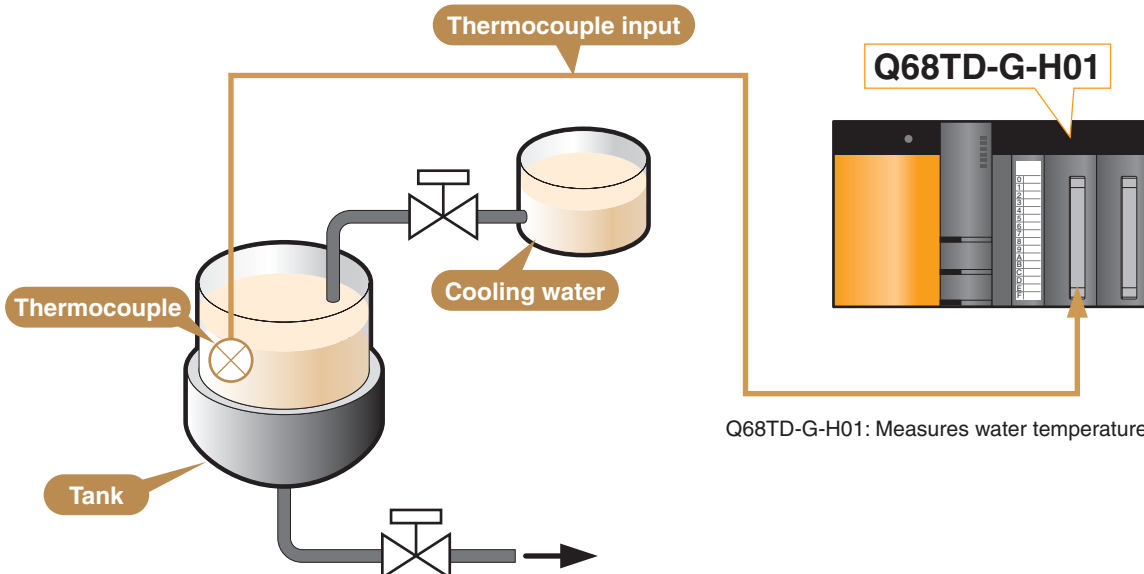 Thermocouple input
Q68TD-G-H01
0
1
2
3
4
5
6
7
8
9
A
B
C
D
E
F
Cooling water
Thermocouple
Q68TD-G-H01: Measures water temperature
Tank